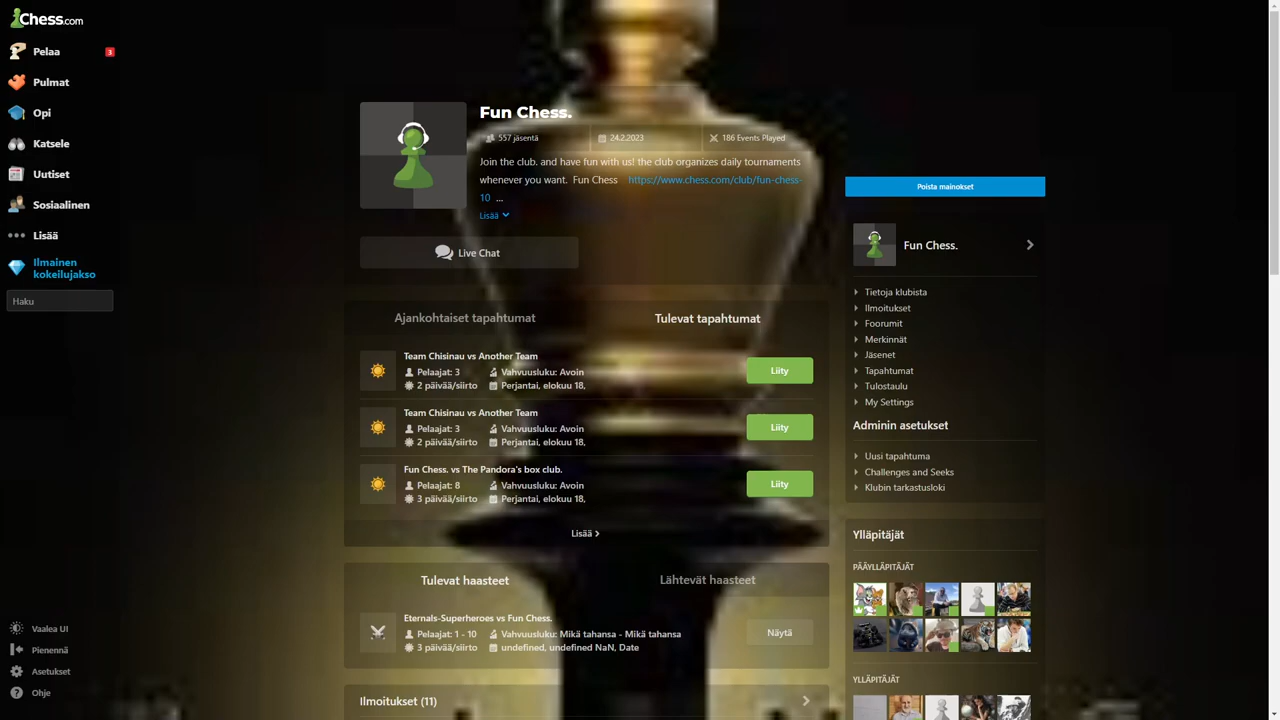 Chess.com
Pelaa
3
Pulmat
Opi
Katsele
Uutiset
Sosiaalinen
Lisää
Ilmainen
kokeilujakso
Haku
Vaalea UI
Pienennä
Asetukset
Ohje
Fun Chess.
557 jäsentä
24.2.2023
186 Events Played
Join the club. and have fun with us! the club organizes daily tournaments
whenever you want. Fun Chess https://www.chess.com/club/fun-chess-
10 ...
Lisää
Live Chat
Ajankohtaiset tapahtumat
Tulevat tapahtumat
Team Chisinau vs Another Team
Pelaajat: 3 Vahvuusluku: Avoin
2 päivää/siirto Perjantai, elokuu 18,
Liity
Team Chisinau vs Another Team
Pelaajat: 3 Vahvuusluku: Avoin
2 päivää/siirto Perjantai, elokuu 18,
Liity
Fun Chess. vs The Pandora's box club.
Pelaajat: 8 Vahvuusluku: Avoin
3 päivää/siirto Perjantai, elokuu 18,
Liity
Lisää
Tulevat haasteet
Lähtevät haasteet
Eternals-Superheroes vs Fun Chess.
Pelaajat: 1 - 10 Vahvuusluku: Mikä tahansa - Mikä tahansa
3 päivää/siirto undefined, undefined NaN, Date
Näytä
Ilmoitukset (11)
Poista mainokset
Fun Chess.
Tietoja klubista
Ilmoitukset
Foorumit
Merkinnät
Jäsenet
Tapahtumat
Tulostaulu
My Settings
Adminin asetukset
Uusi tapahtuma
Challenges and Seeks
Klubin tarkastusloki
Ylläpitäjät
PÄÄYLLÄPITÄJÄT
YLLÄPITÄJÄT